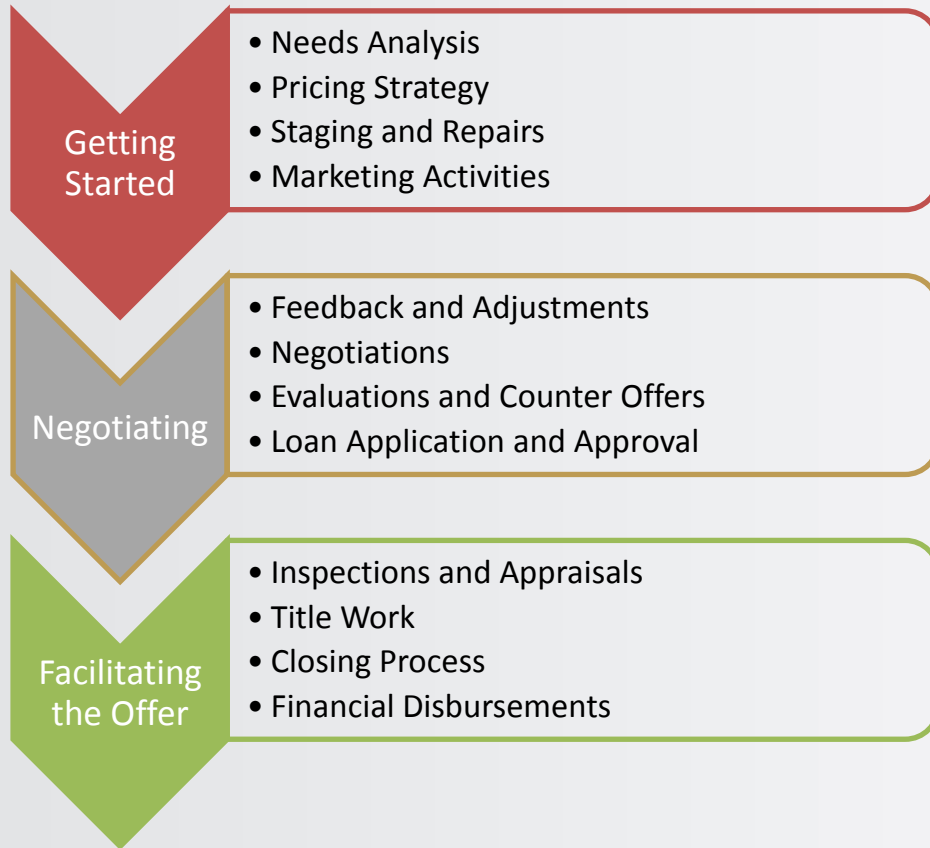 Getting
Started
• Needs Analysis
• Pricing Strategy
• Staging and Repairs
• Marketing Activities
Negotiating
• Feedback and Adjustments
• Negotiations
• Evaluations and Counter Offers
• Loan Application and Approval
Facilitating
the Offer
• Inspections and Appraisals
• Title Work
• Closing Process
• Financial Disbursements